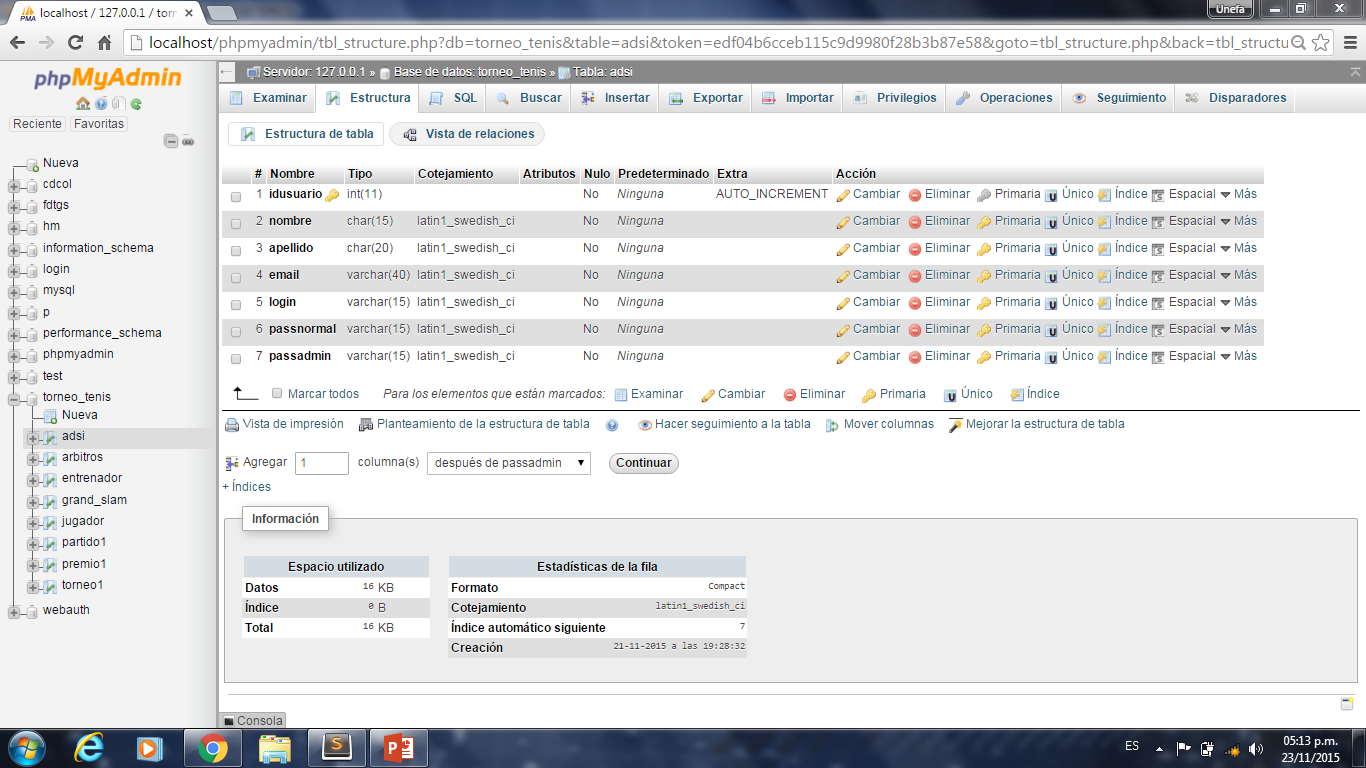 localhost / 127.0.0.1 / torn
Unefa
localhost/phpmyadmin/tbl_structure.php?db=torneo_tenis&table=adsi&token=edf04b6cceb115c9d9980f28b3b87e58&goto=tbl_structure.php&back=tbl_structu
phpMyAdmin
Reciente Favoritas
Nueva
cdcol
fdtgs
hm
information_schema
login
mysql
p
performance_schema
phpmyadmin
test
torneo_tenis
Nueva
adsi
arbitros
entrenador
grand_slam
jugador
partido1
premio1
torneo1
webauth
Servidor: 127.0.0.1 » Base de datos: torneo_tenis » Tabla: adsi
Examinar Estructura SQL Buscar Insertar Exportar Importar Privilegios Operaciones Seguimiento Disparadores
Estructura de tabla Vista de relaciones
# Nombre Tipo Cotejamiento Atributos Nulo Predeterminado Extra Acción
1 idusuario int(11) No Ninguna AUTO_INCREMENT Cambiar Eliminar Primaria Único Índice Espacial Más
2 nombre char(15) latin1_swedish_ci No Ninguna Cambiar Eliminar Primaria Único Índice Espacial Más
3 apellido char(20) latin1_swedish_ci No Ninguna Cambiar Eliminar Primaria Único Índice Espacial Más
4 email varchar(40) latin1_swedish_ci No Ninguna Cambiar Eliminar Primaria Único Índice Espacial Más
5 login varchar(15) latin1_swedish_ci No Ninguna Cambiar Eliminar Primaria Único Índice Espacial Más
6 passnormal varchar(15) latin1_swedish_ci No Ninguna Cambiar Eliminar Primaria Único Índice Espacial Más
7 passadmin varchar(15) latin1_swedish_ci No Ninguna Cambiar Eliminar Primaria Único Índice Espacial Más
Marcar todos Para los elementos que están marcados: Examinar Cambiar Eliminar Primaria Único Índice
Vista de impresión Planteamiento de la estructura de tabla Hacer seguimiento a la tabla Mover columnas Mejorar la estructura de tabla
Agregar 1 columna(s) después de passadmin Continuar
+ Índices
Información
Espacio utilizado
Datos 16 KB
Índice 0 B
Total 16 KB
Estadísticas de la fila
Formato Compact
Cotejamiento latin1_swedish_ci
Índice automático siguiente 7
Creación 21-11-2015 a las 19:28:32
Consola
ES
05:13 p.m.
23/11/2015